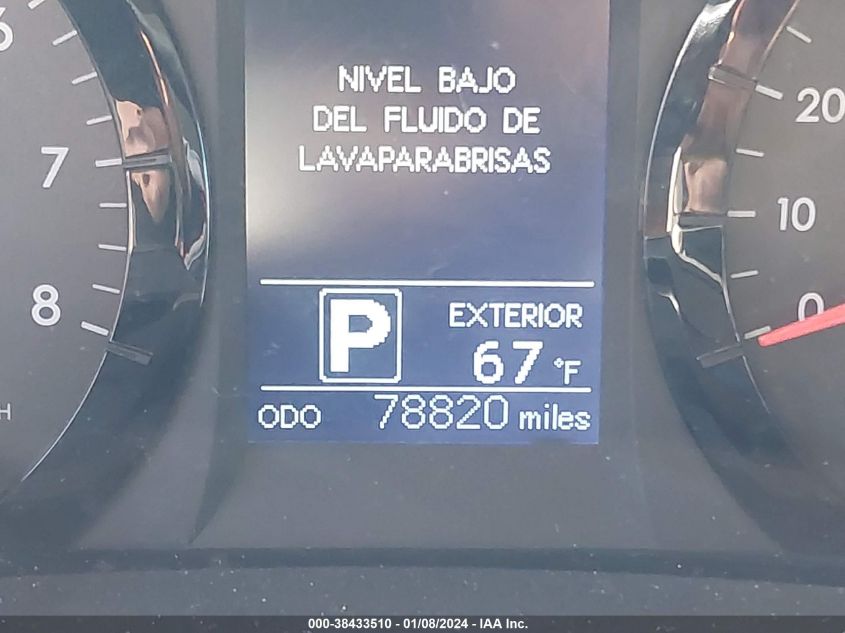 6
7
8
H
NIVEL BAJO
DEL FLUIDO DE
LAVAPARABRISAS
P
EXTERIOR
67 °F
ODO 78820 miles
20
10
0
000-38433510 - 01/08/2024 - IAA Inc.